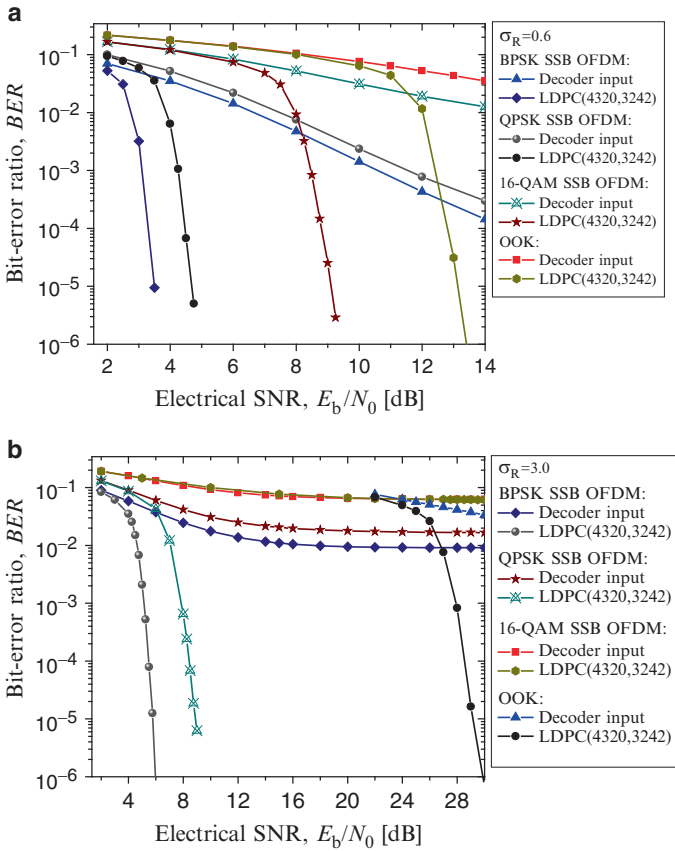 a
10⁻¹
10⁻²
10⁻³
10⁻⁴
10⁻⁵
10⁻⁶
Bit-error ratio, BER
2 4 6 8 10 12 14
Electrical SNR, E_b/N_0 [dB]
σ_R=0.6
BPSK SSB OFDM:
Decoder input
LDPC(4320,3242)
QPSK SSB OFDM:
Decoder input
LDPC(4320,3242)
16-QAM SSB OFDM:
Decoder input
LDPC(4320,3242)
OOK:
Decoder input
LDPC(4320,3242)
b
10⁻¹
10⁻²
10⁻³
10⁻⁴
10⁻⁵
10⁻⁶
Bit-error ratio, BER
4 8 12 16 20 24 28
Electrical SNR, E_b/N_0 [dB]
σ_R=3.0
BPSK SSB OFDM:
Decoder input
LDPC(4320,3242)
QPSK SSB OFDM:
Decoder input
LDPC(4320,3242)
16-QAM SSB OFDM:
Decoder input
LDPC(4320,3242)
OOK:
Decoder input
LDPC(4320,3242)